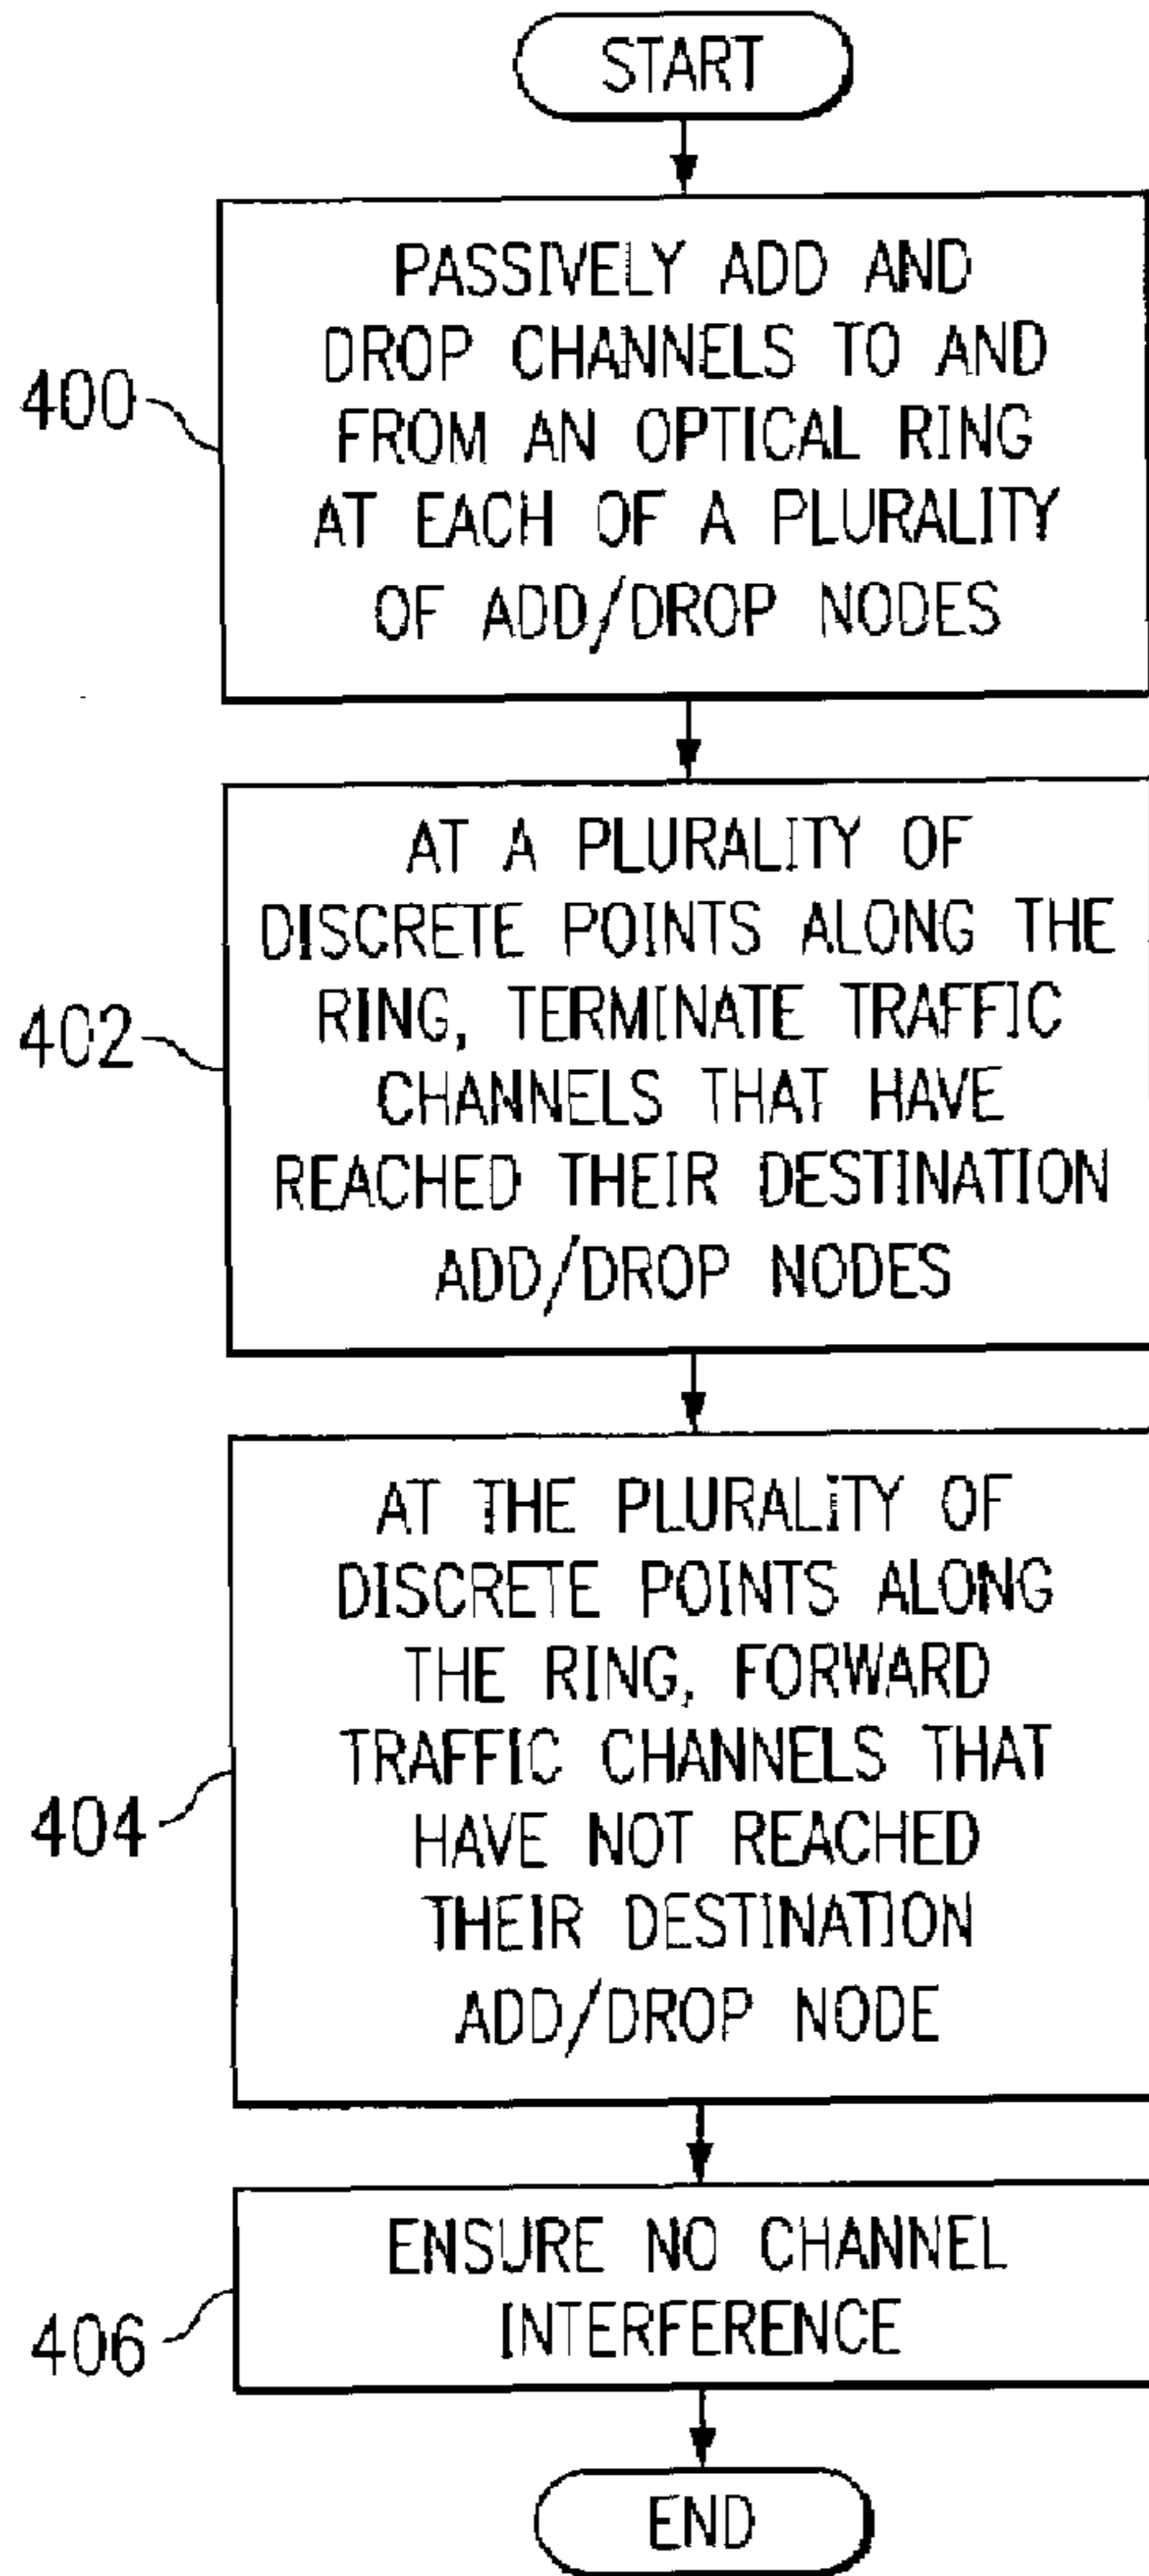 START
PASSIVELY ADD AND
DROP CHANNELS TO AND
FROM AN OPTICAL RING
AT EACH OF A PLURALITY
OF ADD/DROP NODES
400
AT A PLURALITY OF
DISCRETE POINTS ALONG THE
RING, TERMINATE TRAFFIC
CHANNELS THAT HAVE
REACHED THEIR DESTINATION
ADD/DROP NODES
402
AT THE PLURALITY OF
DISCRETE POINTS ALONG
THE RING, FORWARD
TRAFFIC CHANNELS THAT
HAVE NOT REACHED
THEIR DESTINATION
ADD/DROP NODE
404
ENSURE NO CHANNEL
INTERFERENCE
406
END